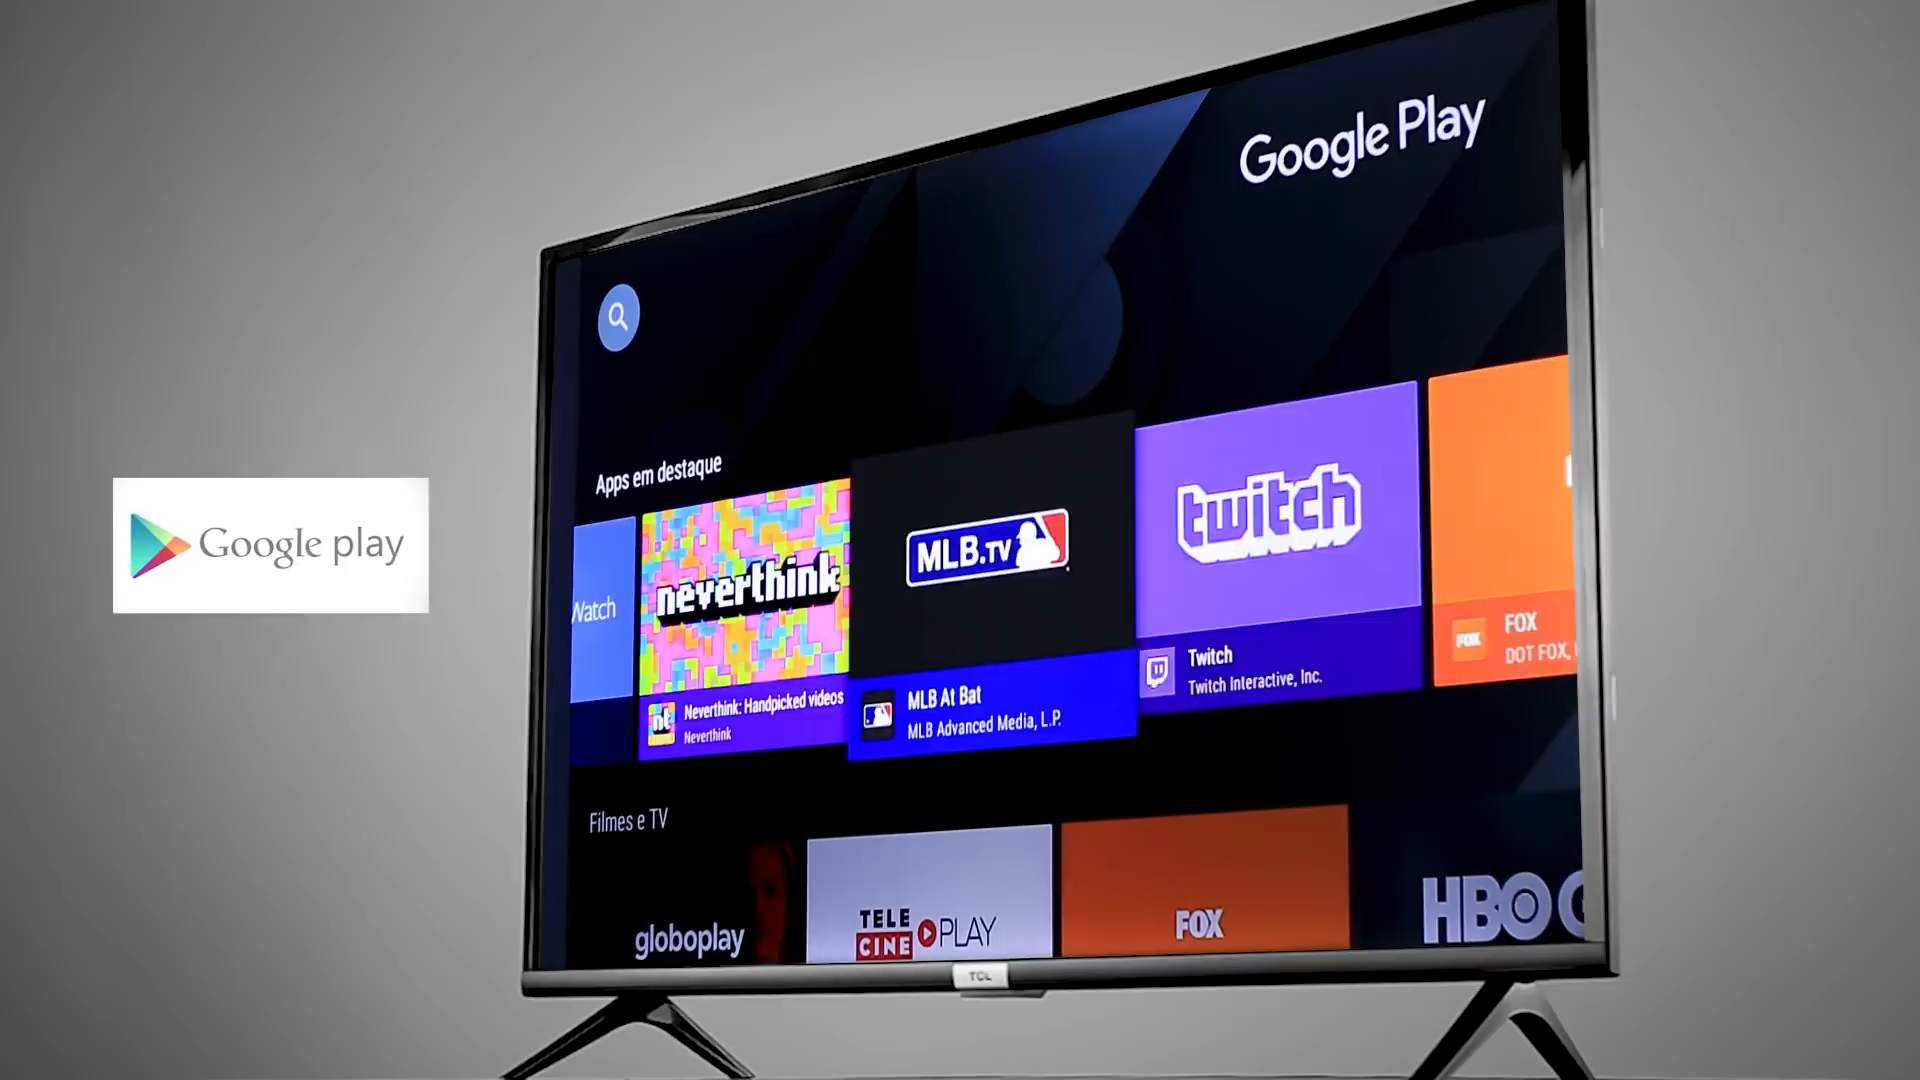 Google Play
Apps em destaque
Watch
neverthink
MLB.TV
twitch
Neverthink: Handpicked videos
Neverthink
MLB At Bat
MLB Advanced Media, L.P.
Twitch
Twitch Interactive, Inc.
FOX
FOX
DOT FOX,
Google play
Filmes e TV
globoplay
TELE
CINE PLAY
FOX
HBO G
TCL